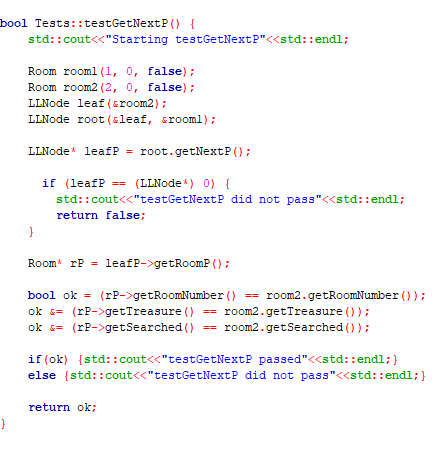 bool Tests::testGetNextP() {
    std::cout<<"Starting testGetNextP"<<std::endl;

    Room room1(1, 0, false);
    Room room2(2, 0, false);
    LLNode leaf(&room2);
    LLNode root(&leaf, &room1);

    LLNode* leafP = root.getNextP();

      if (leafP == (LLNode*) 0) {
        std::cout<<"testGetNextP did not pass"<<std::endl;
        return false;
    }

    Room* rP = leafP->getRoomP();

    bool ok = (rP->getRoomNumber() == room2.getRoomNumber());
    ok &= (rP->getTreasure() == room2.getTreasure());
    ok &= (rP->getSearched() == room2.getSearched());

    if(ok) {std::cout<<"testGetNextP passed"<<std::endl;}
    else {std::cout<<"testGetNextP did not pass"<<std::endl;}

    return ok;
}